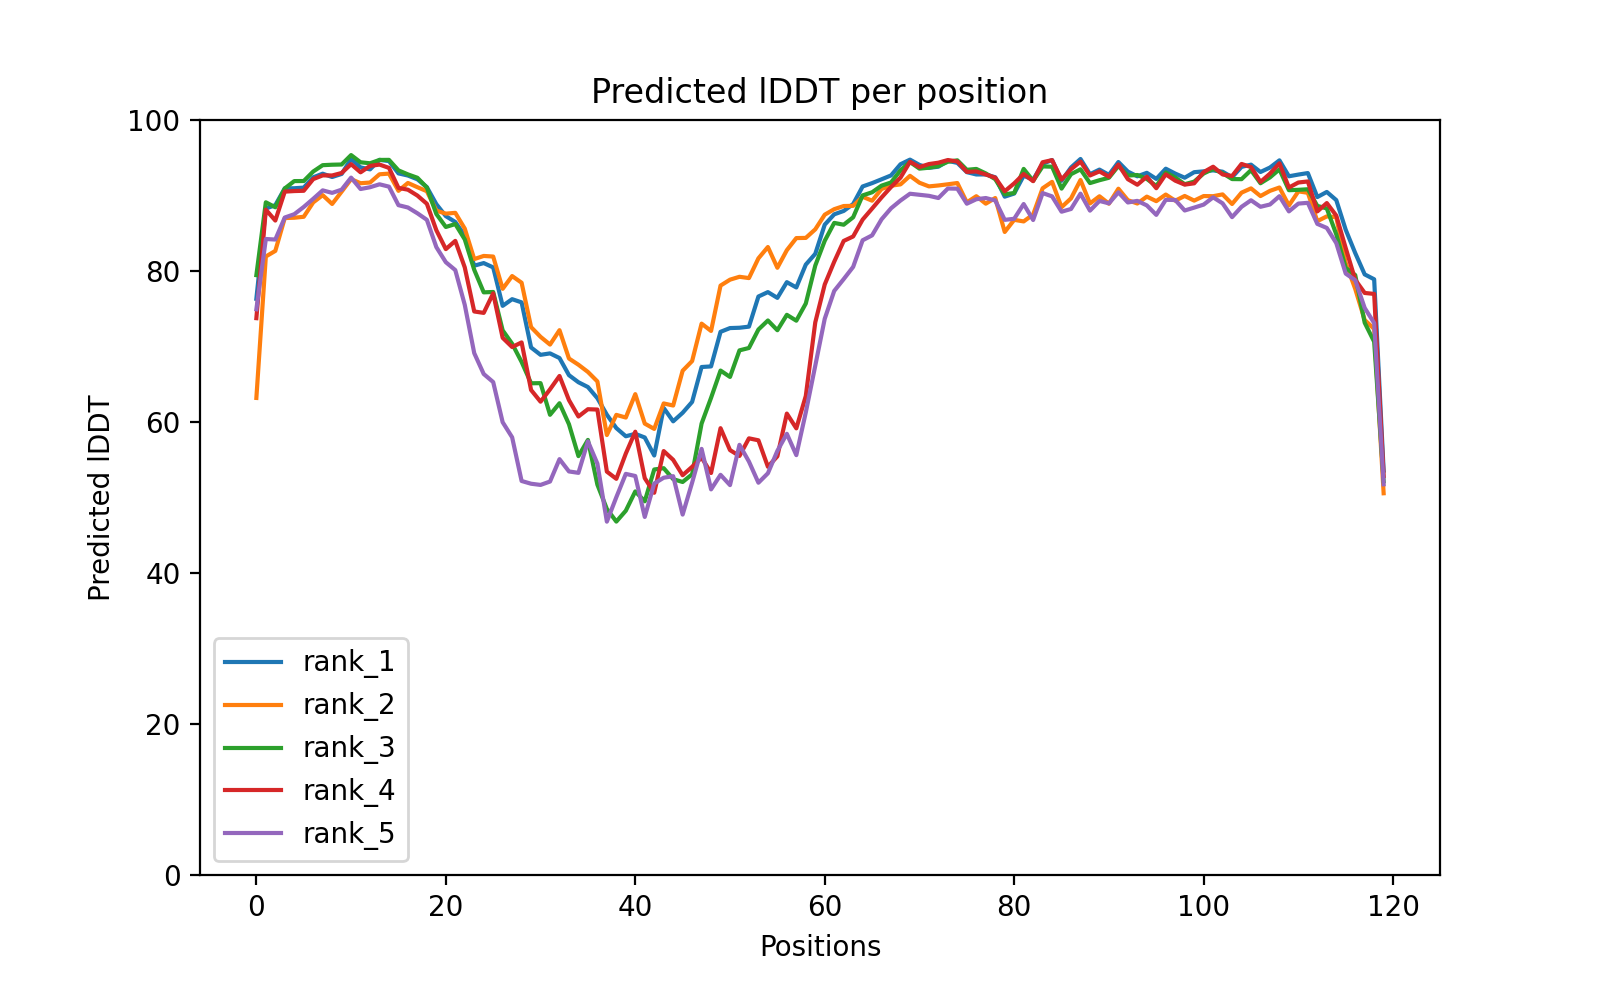 Predicted lDDT per position
100
80
60
40
20
0
Predicted lDDT
rank_1
rank_2
rank_3
rank_4
rank_5
0 20 40 60 80 100 120
Positions